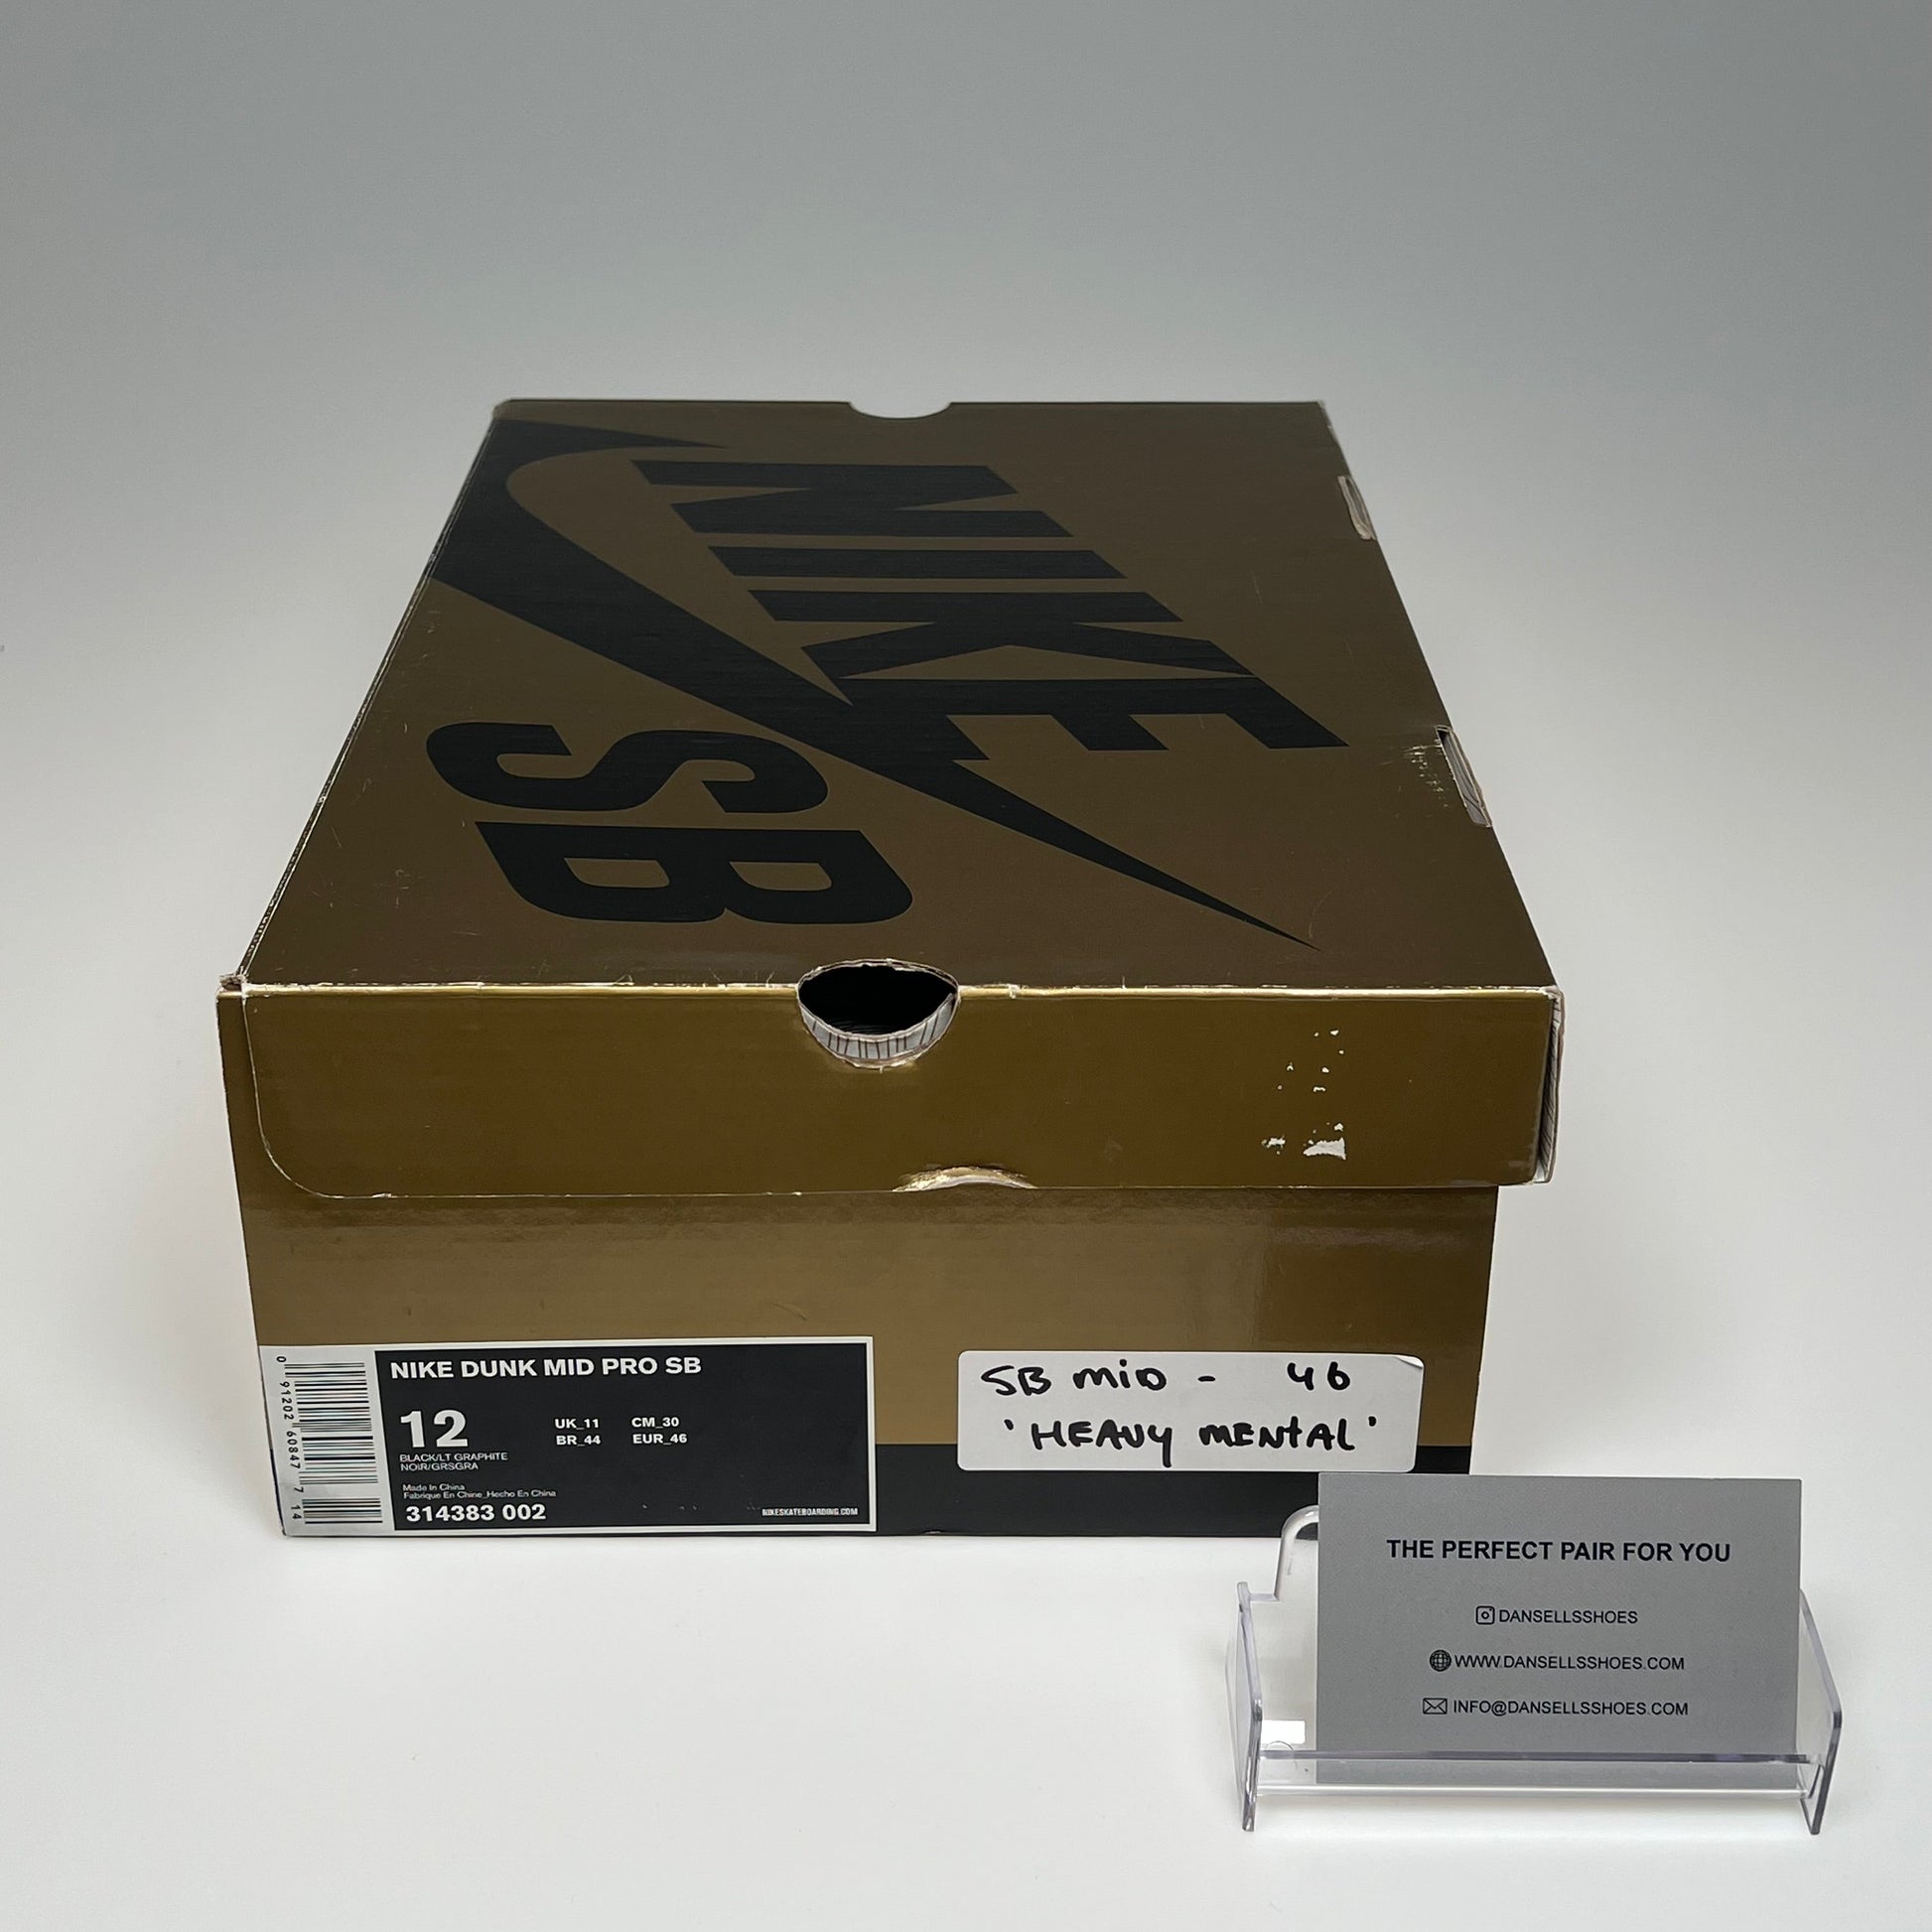 NIKE
SB
NIKE DUNK MID PRO SB
12
UK_11 CM_30
BR_44 EUR_46
BLACK/LT GRAPHITE
NOIR/GRSGRA
Made In China
Fabrique En Chine_Hecho En China
314383 002
NIKESKATEBOARDING.COM
0 91202 60847 7 14
SB MID - 46
'HEAVY MENTAL'
THE PERFECT PAIR FOR YOU
DANSELLSSHOES
WWW.DANSELLSSHOES.COM
INFO@DANSELLSSHOES.COM